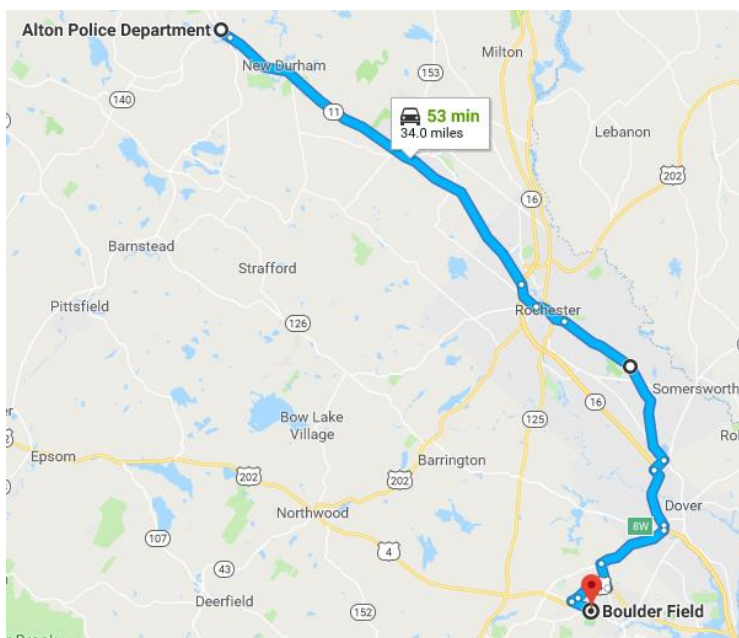 Alton Police Department
New Durham
Milton
153
140
11
53 min
34.0 miles
Lebanon
202
16
Barnstead
Strafford
Pittsfield
126
Rochester
Somersworth
16
125
Bow Lake
Village
Epsom
202
Barrington
202
Northwood
107
4
BW
Dover
43
Deerfield
152
Boulder Field